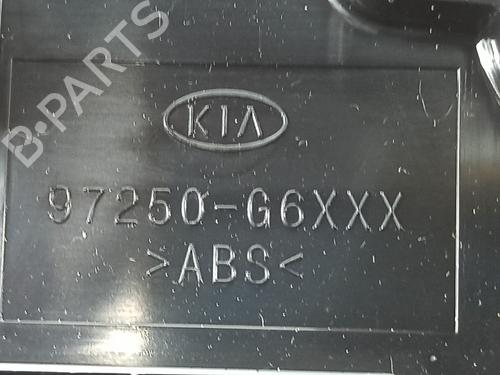 B-PARTS
KIA
97250-G6XXX
>ABS<